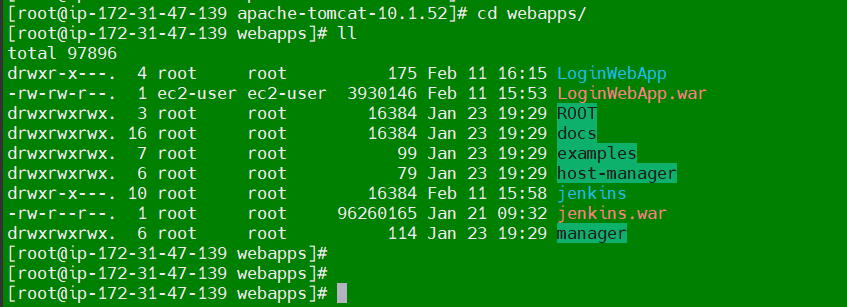 [root@ip-172-31-47-139 apache-tomcat-10.1.52]# cd webapps/
[root@ip-172-31-47-139 webapps]# ll
total 97896
drwxr-x---.  4 root     root          175 Feb 11 16:15 LoginWebApp
-rw-rw-r--.  1 ec2-user ec2-user  3930146 Feb 11 15:53 LoginWebApp.war
drwxrwxrwx.  3 root     root        16384 Jan 23 19:29 ROOT
drwxrwxrwx. 16 root     root        16384 Jan 23 19:29 docs
drwxrwxrwx.  7 root     root           99 Jan 23 19:29 examples
drwxrwxrwx.  6 root     root           79 Jan 23 19:29 host-manager
drwxr-x---. 10 root     root        16384 Feb 11 15:58 jenkins
-rw-r--r--.  1 root     root     96260165 Jan 21 09:32 jenkins.war
drwxrwxrwx.  6 root     root          114 Jan 23 19:29 manager
[root@ip-172-31-47-139 webapps]#
[root@ip-172-31-47-139 webapps]#
[root@ip-172-31-47-139 webapps]#